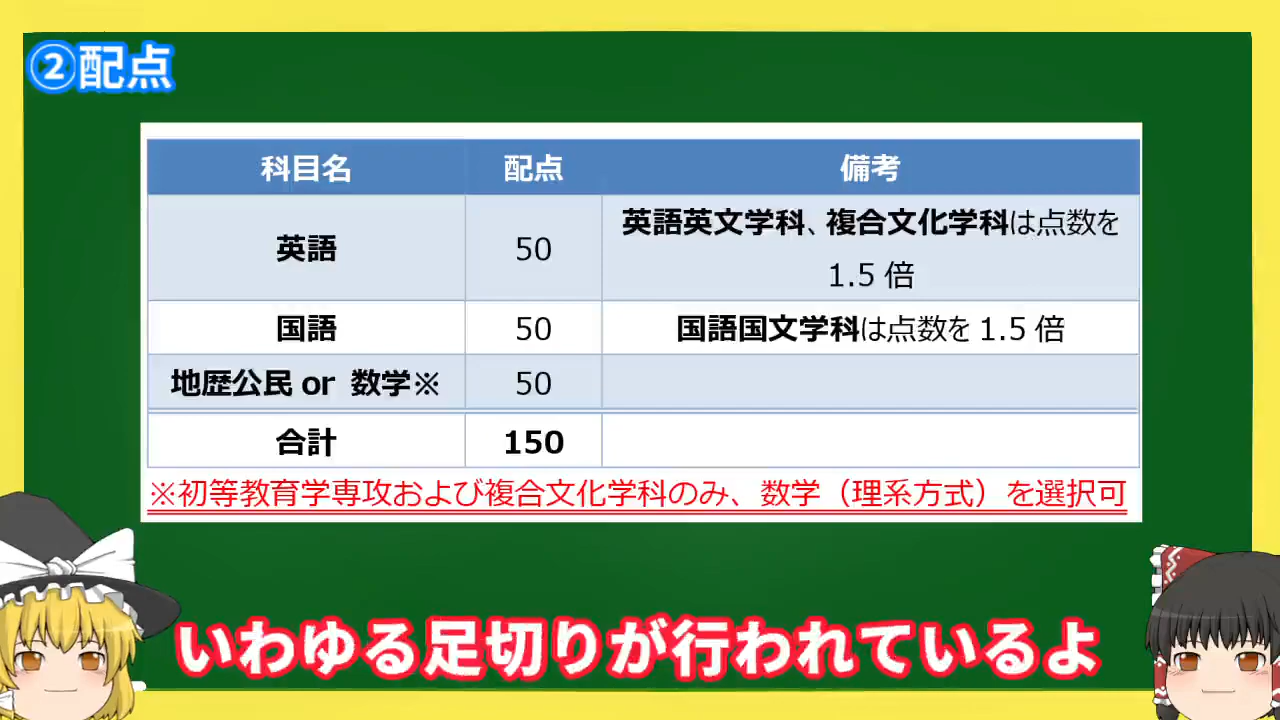 ②配点
科目名 配点 備考
英語 50 英語英文学科、複合文化学科は点数を
1.5 倍
国語 50 国語国文学科は点数を 1.5 倍
地歴公民 or 数学※ 50
合計 150
※初等教育学専攻および複合文化学科のみ、数学（理系方式）を選択可
いわゆる足切りが行われているよ